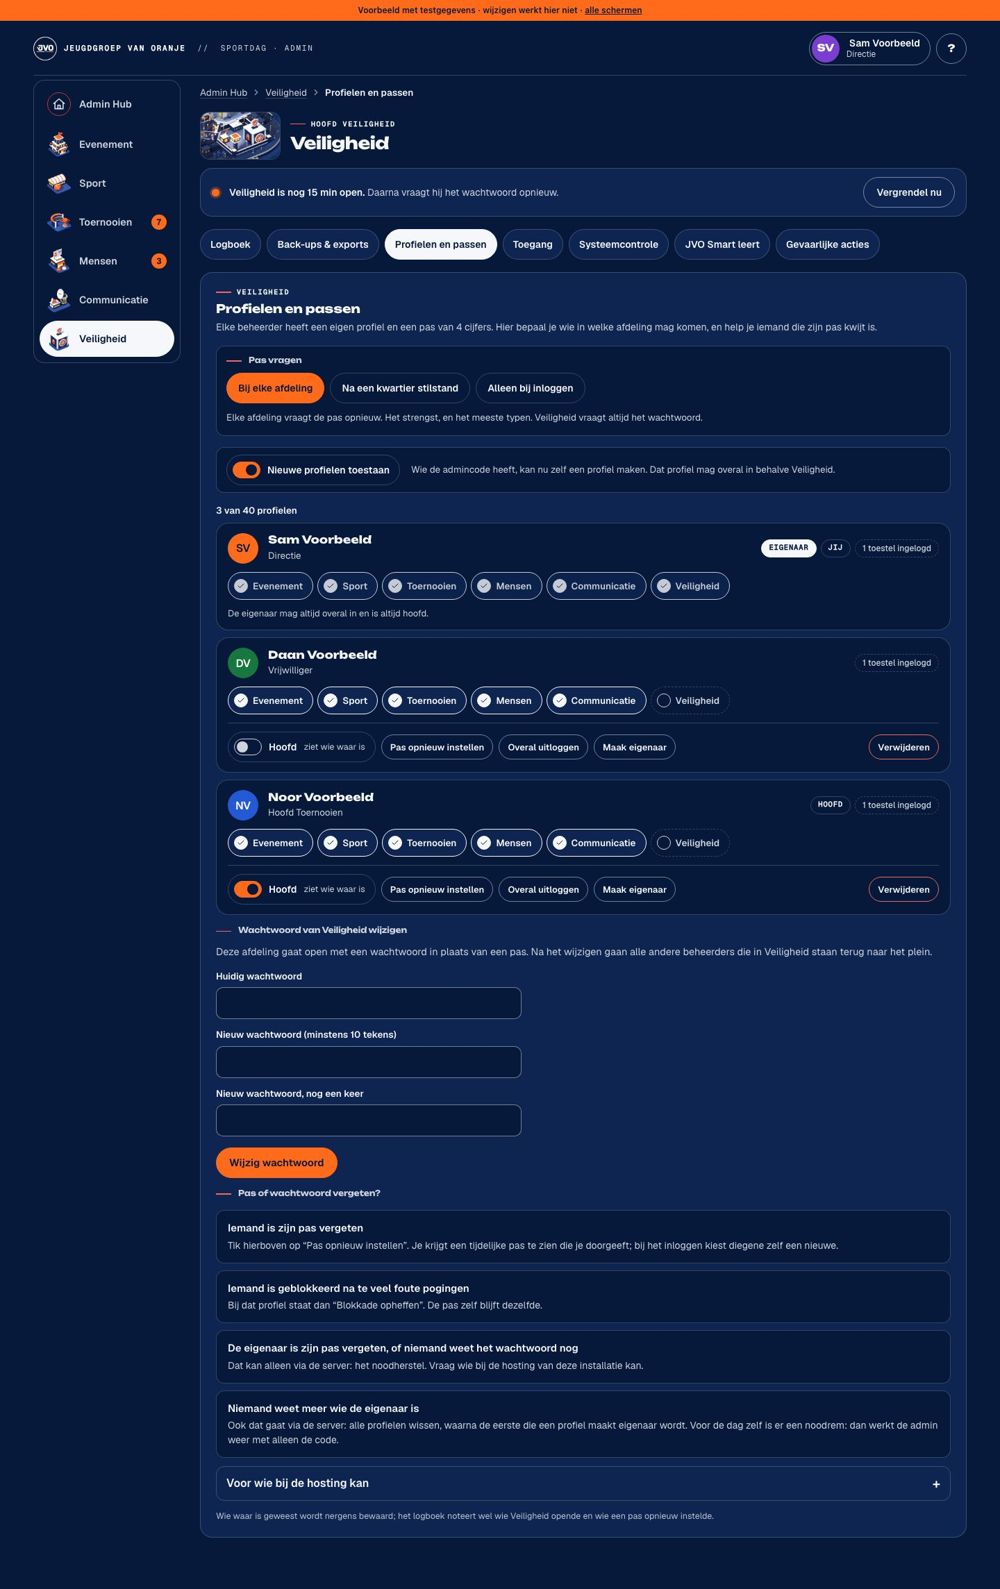 Voorbeeld met testgegevens · wijzigen werkt hier niet · alle schermen
JVO JEUGDGROEP VAN ORANJE // SPORTDAG · ADMIN
SV Sam Voorbeeld
Directie
?
Admin Hub
Evenement
Sport
Toernooien 7
Mensen 3
Communicatie
Veiligheid
Admin Hub > Veiligheid > Profielen en passen
HOOFD VEILIGHEID
Veiligheid
Veiligheid is nog 15 min open. Daarna vraagt hij het wachtwoord opnieuw.
Vergrendel nu
Logboek
Back-ups & exports
Profielen en passen
Toegang
Systeemcontrole
JVO Smart leert
Gevaarlijke acties
VEILIGHEID
Profielen en passen
Elke beheerder heeft een eigen profiel en een pas van 4 cijfers. Hier bepaal je wie in welke afdeling mag komen, en help je iemand die zijn pas kwijt is.
Pas vragen
Bij elke afdeling
Na een kwartier stilstand
Alleen bij inloggen
Elke afdeling vraagt de pas opnieuw. Het strengst, en het meeste typen. Veiligheid vraagt altijd het wachtwoord.
Nieuwe profielen toestaan
Wie de admincode heeft, kan nu zelf een profiel maken. Dat profiel mag overal in behalve Veiligheid.
3 van 40 profielen
SV Sam Voorbeeld
Directie
EIGENAAR
JIJ
1 toestel ingelogd
Evenement
Sport
Toernooien
Mensen
Communicatie
Veiligheid
De eigenaar mag altijd overal in en is altijd hoofd.
DV Daan Voorbeeld
Vrijwilliger
1 toestel ingelogd
Evenement
Sport
Toernooien
Mensen
Communicatie
Veiligheid
Hoofd ziet wie waar is
Pas opnieuw instellen
Overal uitloggen
Maak eigenaar
Verwijderen
NV Noor Voorbeeld
Hoofd Toernooien
HOOFD
1 toestel ingelogd
Evenement
Sport
Toernooien
Mensen
Communicatie
Veiligheid
Hoofd ziet wie waar is
Pas opnieuw instellen
Overal uitloggen
Maak eigenaar
Verwijderen
Wachtwoord van Veiligheid wijzigen
Deze afdeling gaat open met een wachtwoord in plaats van een pas. Na het wijzigen gaan alle andere beheerders die in Veiligheid staan terug naar het plein.
Huidig wachtwoord
Nieuw wachtwoord (minstens 10 tekens)
Nieuw wachtwoord, nog een keer
Wijzig wachtwoord
Pas of wachtwoord vergeten?
Iemand is zijn pas vergeten
Tik hierboven op “Pas opnieuw instellen”. Je krijgt een tijdelijke pas te zien die je doorgeeft; bij het inloggen kiest diegene zelf een nieuwe.
Iemand is geblokkeerd na te veel foute pogingen
Bij dat profiel staat dan “Blokkade opheffen”. De pas zelf blijft dezelfde.
De eigenaar is zijn pas vergeten, of niemand weet het wachtwoord nog
Dat kan alleen via de server: het noodherstel. Vraag wie bij de hosting van deze installatie kan.
Niemand weet meer wie de eigenaar is
Ook dat gaat via de server: alle profielen wissen, waarna de eerste die een profiel maakt eigenaar wordt. Voor de dag zelf is er een noodrem: dan werkt de admin
weer met alleen de code.
Voor wie bij de hosting kan +
Wie waar is geweest wordt nergens bewaard; het logboek noteert wel wie Veiligheid opende en wie een pas opnieuw instelde.